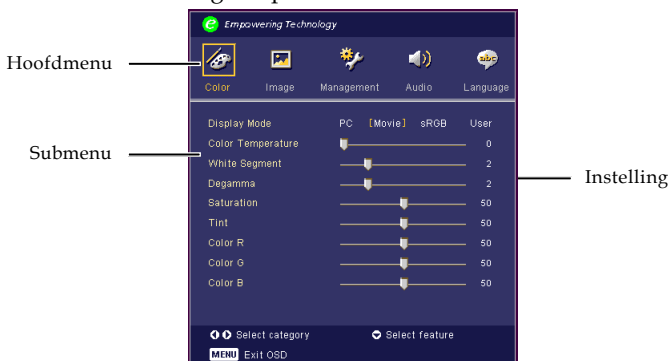 Empowering Technology
Hoofdmenu
Color Image Management Audio Language
abc
Display Mode PC [Movie] sRGB User
Color Temperature 0
Submenu
White Segment 2
Instelling
Degamma 2
Saturation 50
Tint 50
Color R 50
Color G 50
Color B 50
Select category Select feature
MENU Exit OSD